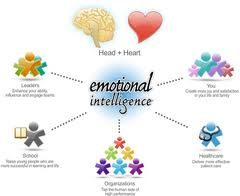 Head + Heart
emotional
intelligence
Leaders
Enhance your ability,
influence and engage teams
You
Create more joy and satisfaction
in your life and family
School
Raise young people who are
more successful in learning and life
Healthcare
Deliver more effective
patient care
Organizations
Tap the human side of
high performance